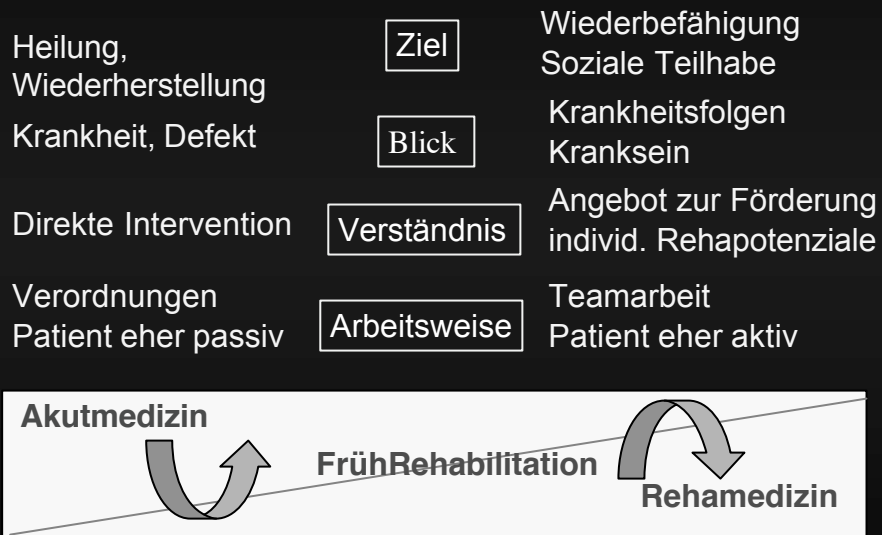 Heilung,
Wiederherstellung
Ziel
Wiederbefähigung
Soziale Teilhabe
Krankheit, Defekt
Blick
Krankheitsfolgen
Kranksein
Direkte Intervention
Verständnis
Angebot zur Förderung
individ. Rehapotenziale
Verordnungen
Patient eher passiv
Arbeitsweise
Teamarbeit
Patient eher aktiv
Akutmedizin
FrühRehabilitation
Rehamedizin